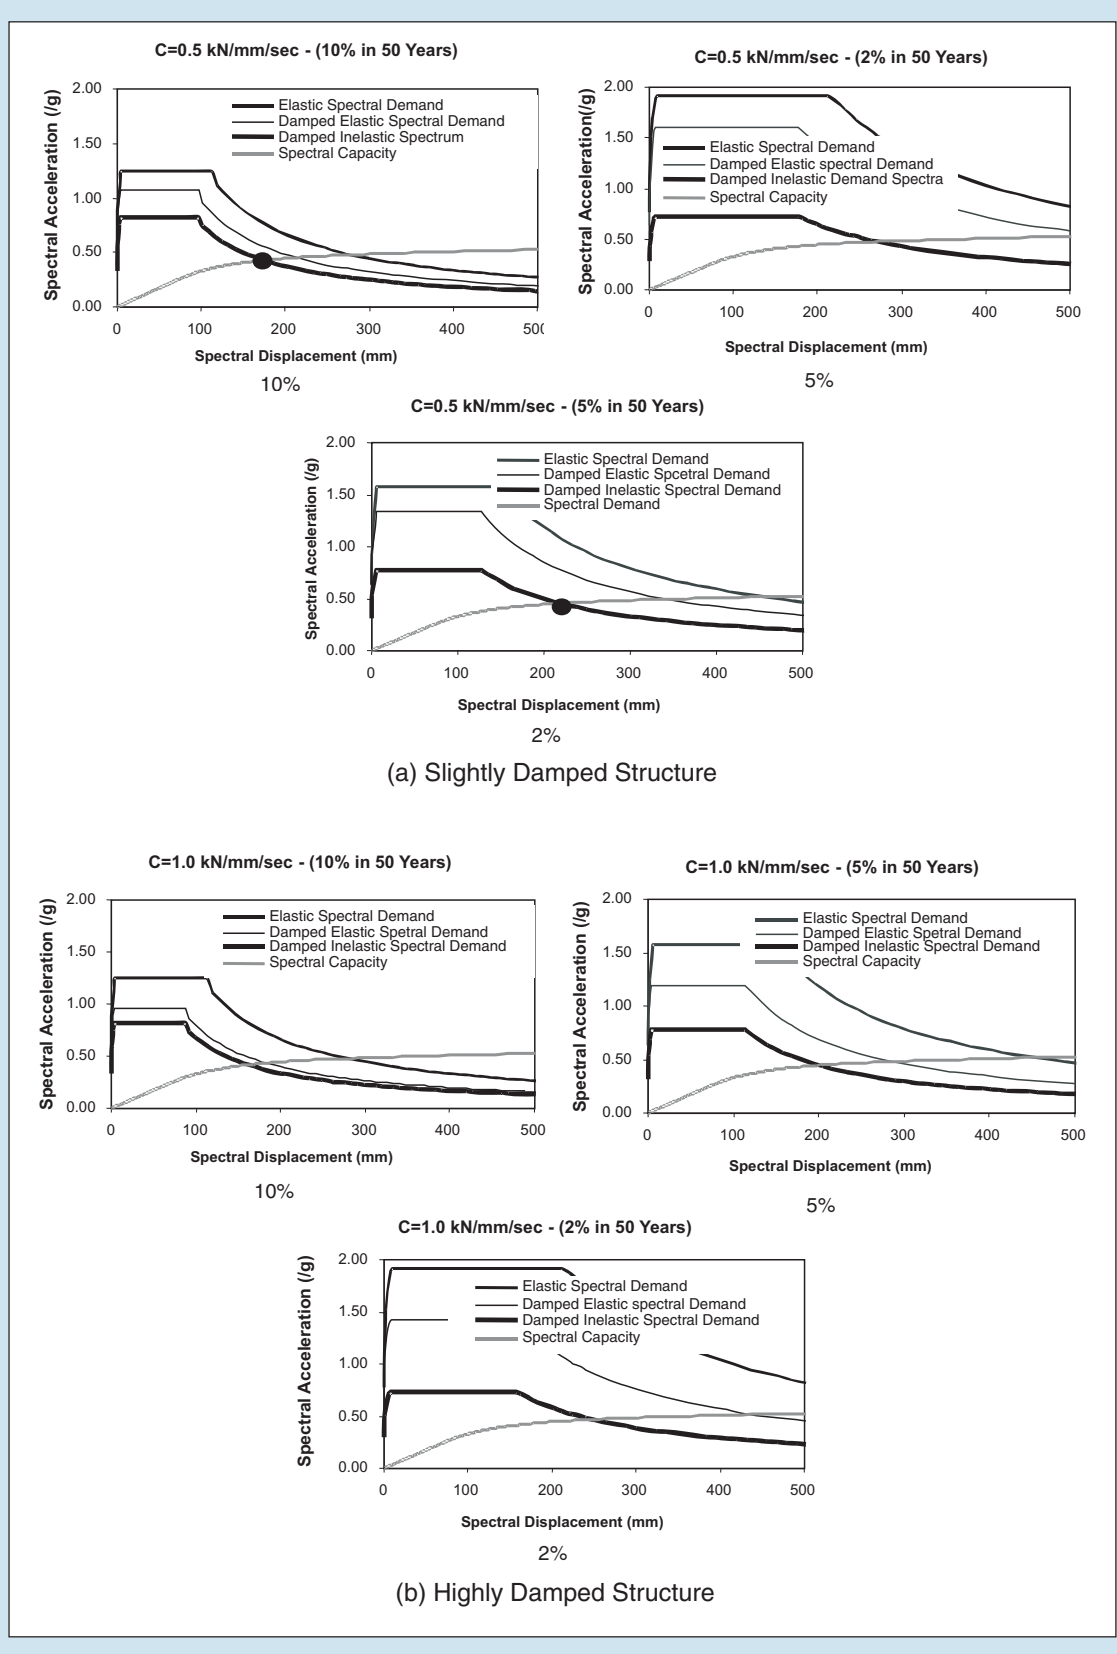 C=0.5 kN/mm/sec - (10% in 50 Years)
Spectral Acceleration (/g)
2.00
1.50
1.00
0.50
0.00
Elastic Spectral Demand
Damped Elastic Spectral Demand
Damped Inelastic Spectrum
Spectral Capacity
0 100 200 300 400 500
Spectral Displacement (mm)
10%
C=0.5 kN/mm/sec - (2% in 50 Years)
Spectral Acceleration(/g)
2.00
1.50
1.00
0.50
0.00
Elastic Spectral Demand
Damped Elastic spectral Demand
Damped Inelastic Demand Spectra
Spectral Capacity
0 100 200 300 400 500
Spectral Displacement (mm)
5%
C=0.5 kN/mm/sec - (5% in 50 Years)
Spectral Acceleration (/g)
2.00
1.50
1.00
0.50
0.00
Elastic Spectral Demand
Damped Elastic Spcetral Demand
Damped Inelastic Spectral Demand
Spectral Demand
0 100 200 300 400 500
Spectral Displacement (mm)
2%
(a) Slightly Damped Structure
C=1.0 kN/mm/sec - (10% in 50 Years)
Spectral Acceleration (/g)
2.00
1.50
1.00
0.50
0.00
Elastic Spectral Demand
Damped Elastic Spetral Demand
Damped Inelastic Spectral Demand
Spectral Capacity
0 100 200 300 400 500
Spectral Displacement (mm)
10%
C=1.0 kN/mm/sec - (5% in 50 Years)
Spectral Acceleration (/g)
2.00
1.50
1.00
0.50
0.00
Elastic Spectral Demand
Damped Elastic Spetral Demand
Damped Inelastic Spectral Demand
Spectral Capacity
0 100 200 300 400 500
Spectral Displacement (mm)
5%
C=1.0 kN/mm/sec - (2% in 50 Years)
Spectral Acceleration (/g)
2.00
1.50
1.00
0.50
0.00
Elastic Spectral Demand
Damped Elastic spectral Demand
Damped Inelastic Spectral Demand
Spectral Capacity
0 100 200 300 400 500
Spectral Displacement (mm)
2%
(b) Highly Damped Structure